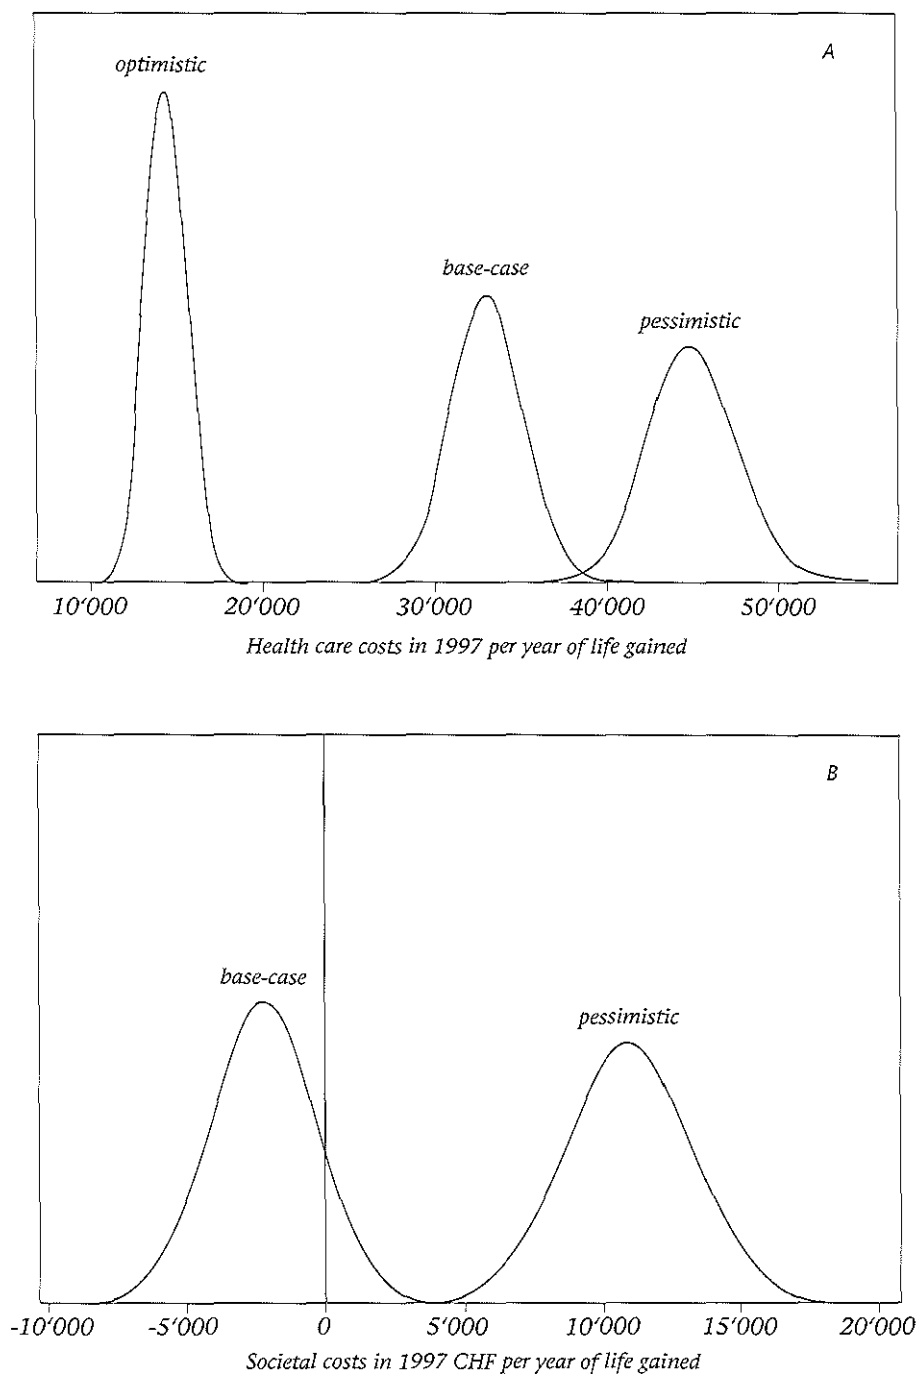 A
optimistic
base-case
pessimistic
10'000 20'000 30'000 40'000 50'000
Health care costs in 1997 per year of life gained
B
base-case
pessimistic
-10'000 -5'000 0 5'000 10'000 15'000 20'000
Societal costs in 1997 CHF per year of life gained